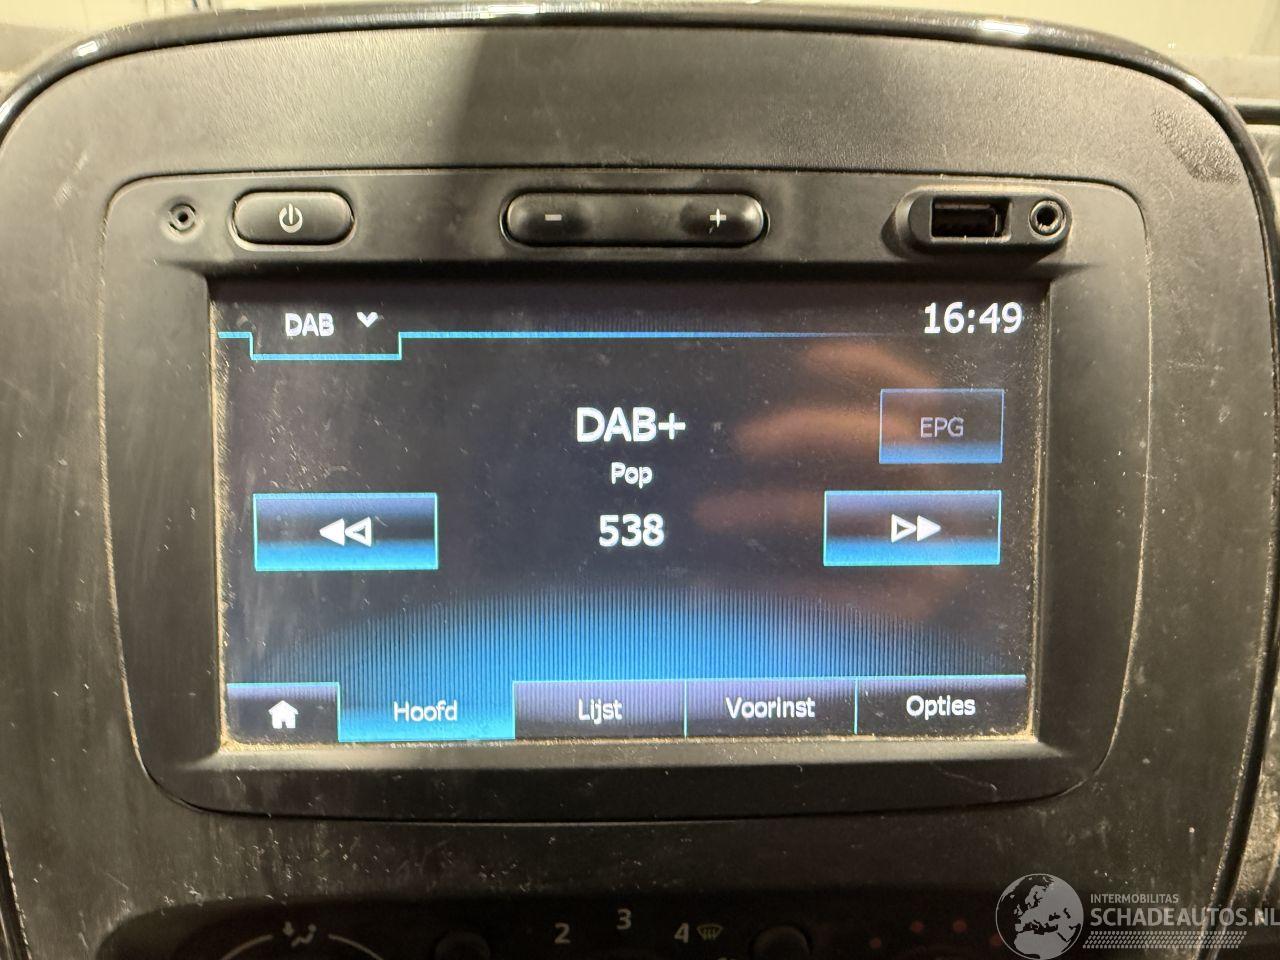 - +
DAB 16:49
DAB+
EPG
Pop
538
Hoofd Lijst Voorinst Opties
2 3 4
INTERMOBILITAS
SCHADEAUTOS.NL